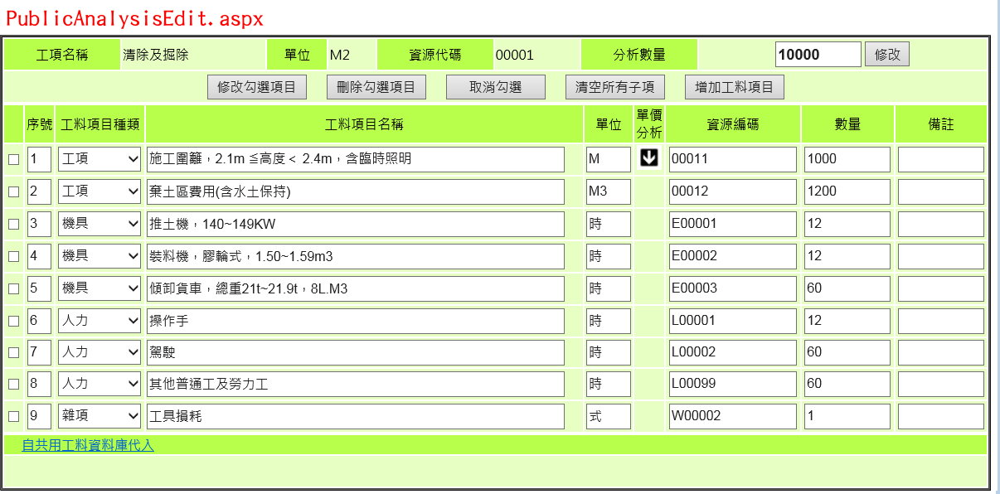 PublicAnalysisEdit.aspx
工項名稱 清除及掘除 單位 M2 資源代碼 00001 分析數量 10000 修改
修改勾選項目 刪除勾選項目 取消勾選 清空所有子項 增加工料項目
序號 工料項目種類 工料項目名稱 單位 單價分析 資源編碼 數量 備註
1 工項 施工圍籬，2.1m ≦高度＜ 2.4m，含臨時照明 M 00011 1000
2 工項 棄土區費用(含水土保持) M3 00012 1200
3 機具 推土機，140~149KW 時 E00001 12
4 機具 裝料機，膠輪式，1.50~1.59m3 時 E00002 12
5 機具 傾卸貨車，總重21t~21.9t，8L.M3 時 E00003 60
6 人力 操作手 時 L00001 12
7 人力 駕駛 時 L00002 60
8 人力 其他普通工及勞力工 時 L00099 60
9 雜項 工具損耗 式 W00002 1
自共用工料資料庫代入